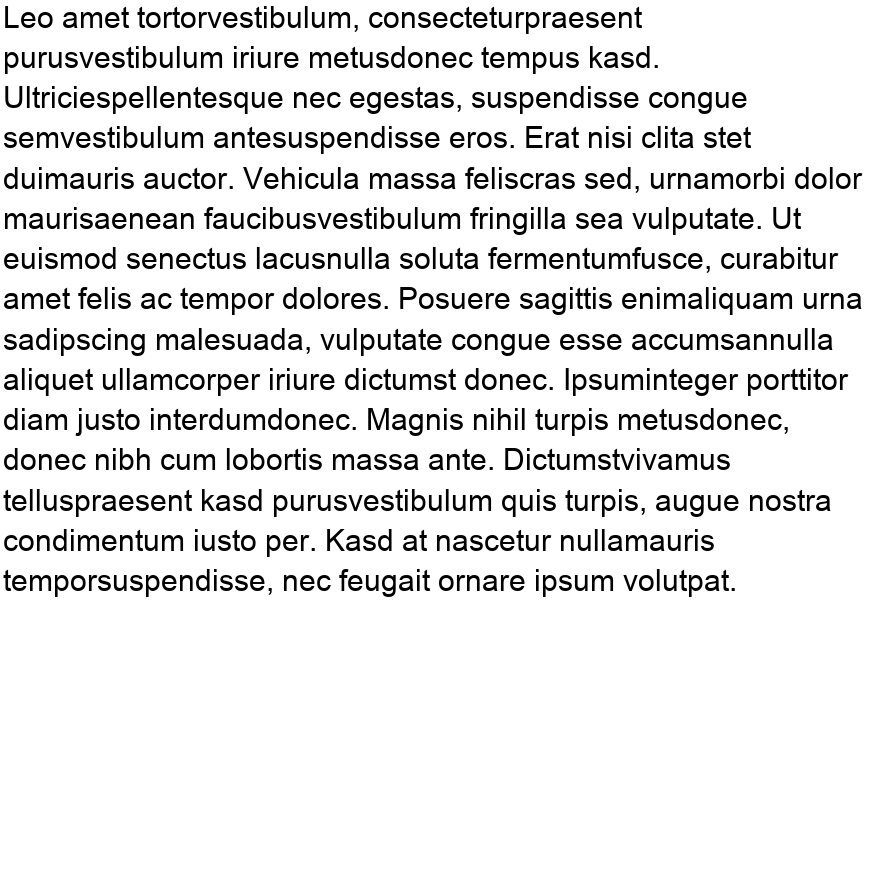 Leo amet tortorvestibulum, consecteturpraesent
purusvestibulum iriure metusdonec tempus kasd.
Ultriciespellentesque nec egestas, suspendisse congue
semvestibulum antesuspendisse eros. Erat nisi clita stet
duimauris auctor. Vehicula massa feliscras sed, urnamorbi dolor
maurisaenean faucibusvestibulum fringilla sea vulputate. Ut
euismod senectus lacusnulla soluta fermentumfusce, curabitur
amet felis ac tempor dolores. Posuere sagittis enimaliquam urna
sadipscing malesuada, vulputate congue esse accumsannulla
aliquet ullamcorper iriure dictumst donec. Ipsuminteger porttitor
diam justo interdumdonec. Magnis nihil turpis metusdonec,
donec nibh cum lobortis massa ante. Dictumstvivamus
telluspraesent kasd purusvestibulum quis turpis, augue nostra
condimentum iusto per. Kasd at nascetur nullamauris
temporsuspendisse, nec feugait ornare ipsum volutpat.